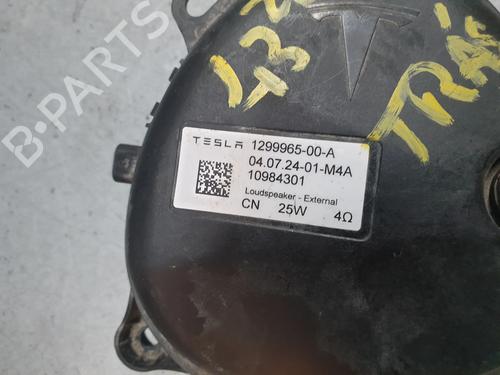 TESLA 1299965-00-A
04.07.24-01-M4A
10984301
Loudspeaker - External
CN 25W 4Ω
B-PARTS